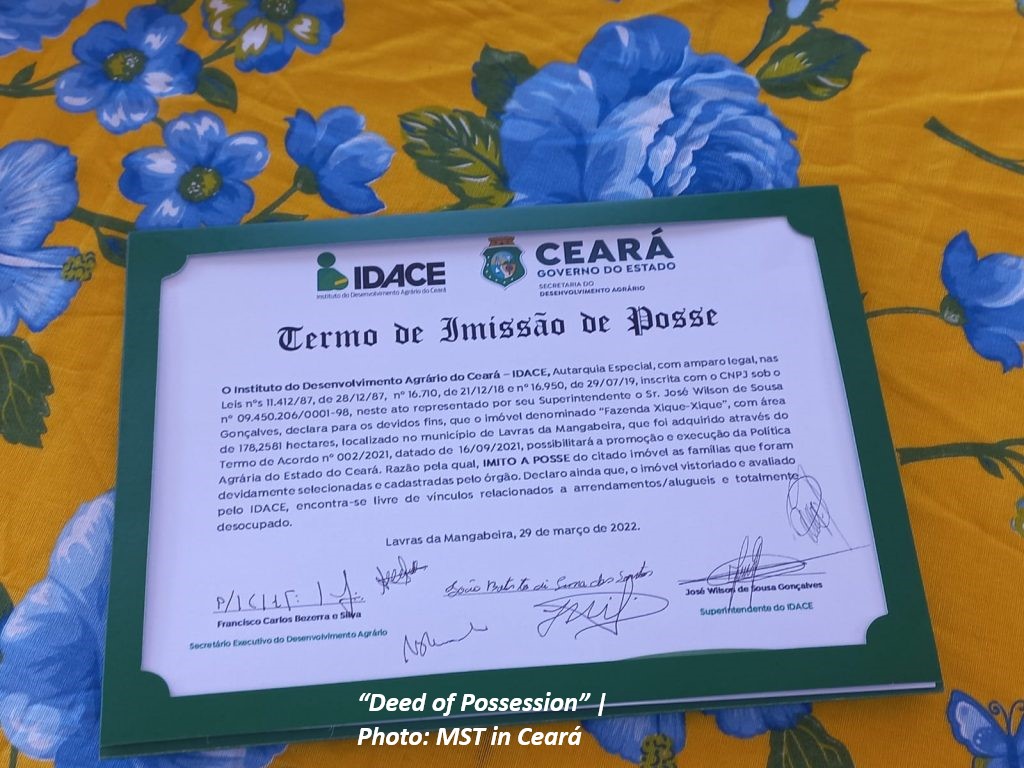 IDACE
Instituto do Desenvolvimento Agrário do Ceará
CEARÁ
GOVERNO DO ESTADO
SECRETARIA DO
DESENVOLVIMENTO AGRÁRIO
Termo de Imissão de Posse
O Instituto do Desenvolvimento Agrário do Ceará – IDACE, Autarquia Especial, com amparo legal, nas
Leis nºs 11.412/87, de 28/12/87, nº 16.710, de 21/12/18 e nº 16.950, de 29/07/19, inscrita com o CNPJ sob o
nº 09.450.206/0001-98, neste ato representado por seu Superintendente o Sr. José Wilson de Sousa
Gonçalves, declara para os devidos fins, que o imóvel denominado “Fazenda Xique-Xique”, com área
de 178,2581 hectares, localizado no município de Lavras da Mangabeira, que foi adquirido através do
Termo de Acordo nº 002/2021, datado de 16/09/2021, possibilitará a promoção e execução da Política
Agrária do Estado do Ceará. Razão pela qual, IMITO A POSSE do citado imóvel as famílias que foram
devidamente selecionadas e cadastradas pelo órgão. Declaro ainda que, o imóvel vistoriado e avaliado
pelo IDACE, encontra-se livre de vínculos relacionados a arrendamentos/alugueis e totalmente
desocupado.
Lavras da Mangabeira, 29 de março de 2022.
Francisco Carlos Bezerra e Silva
Secretário Executivo do Desenvolvimento Agrário
José Wilson de Sousa Gonçalves
Superintendente do IDACE
“Deed of Possession” |
Photo: MST in Ceará